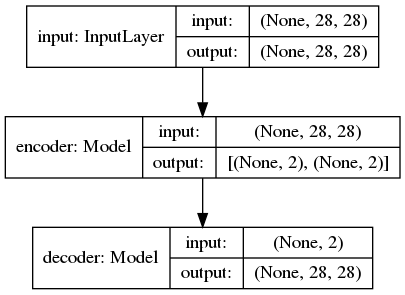 input: InputLayer
input:
(None, 28, 28)
output:
(None, 28, 28)
encoder: Model
input:
(None, 28, 28)
output:
[(None, 2), (None, 2)]
decoder: Model
input:
(None, 2)
output:
(None, 28, 28)